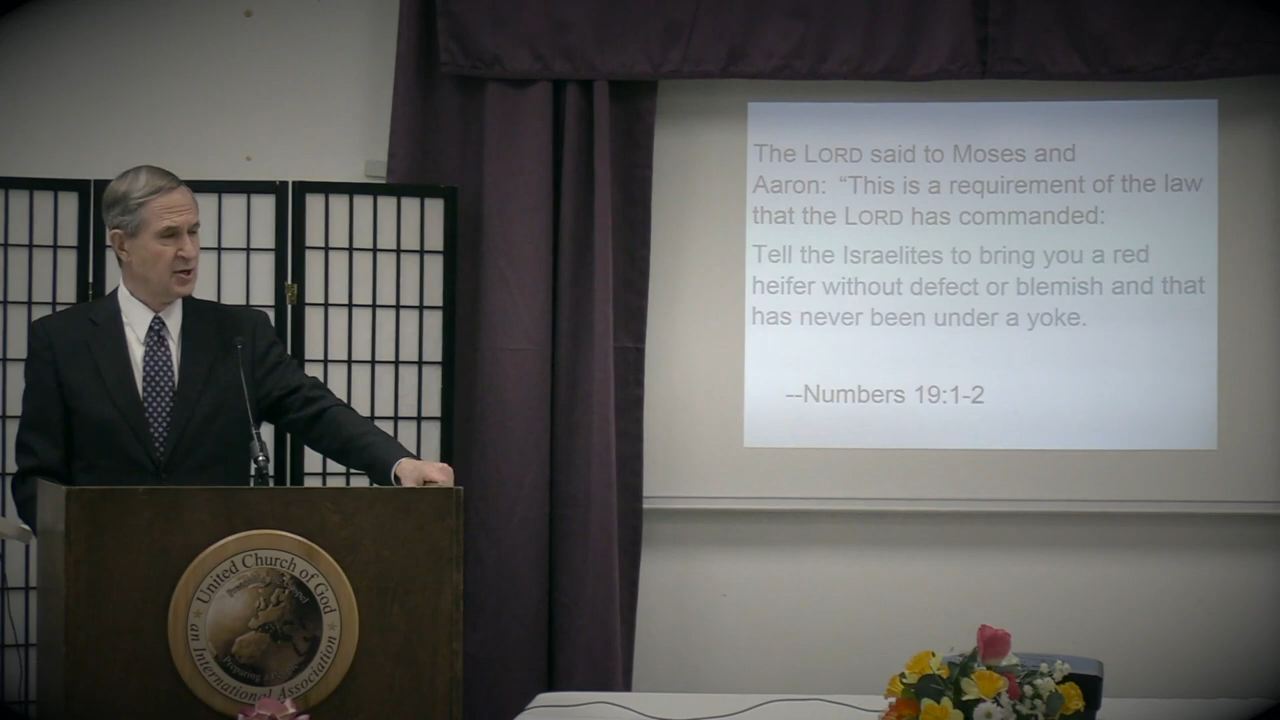 The LORD said to Moses and
Aaron:  “This is a requirement of the law
that the LORD has commanded:
Tell the Israelites to bring you a red
heifer without defect or blemish and that
has never been under a yoke.
--Numbers 19:1-2
United Church of God
an International Association